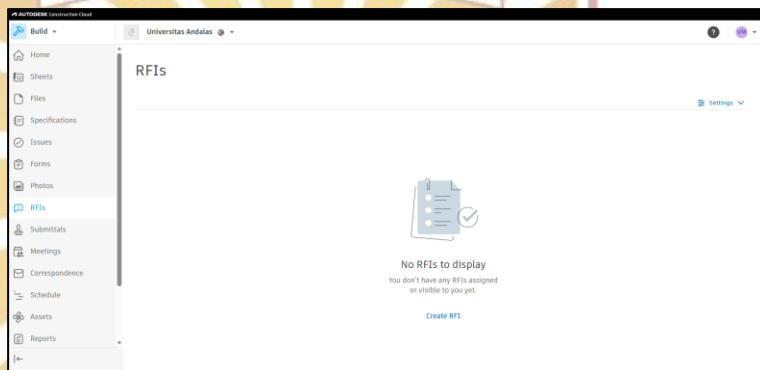 AUTODESK Construction Cloud
Build
Universitas Andalas
?
VM
Home
Sheets
Files
Specifications
Issues
Forms
Photos
RFIs
Submittals
Meetings
Correspondence
Schedule
Assets
Reports
RFIs
Settings
No RFIs to display
You don't have any RFIs assigned
or visible to you yet.
Create RFI